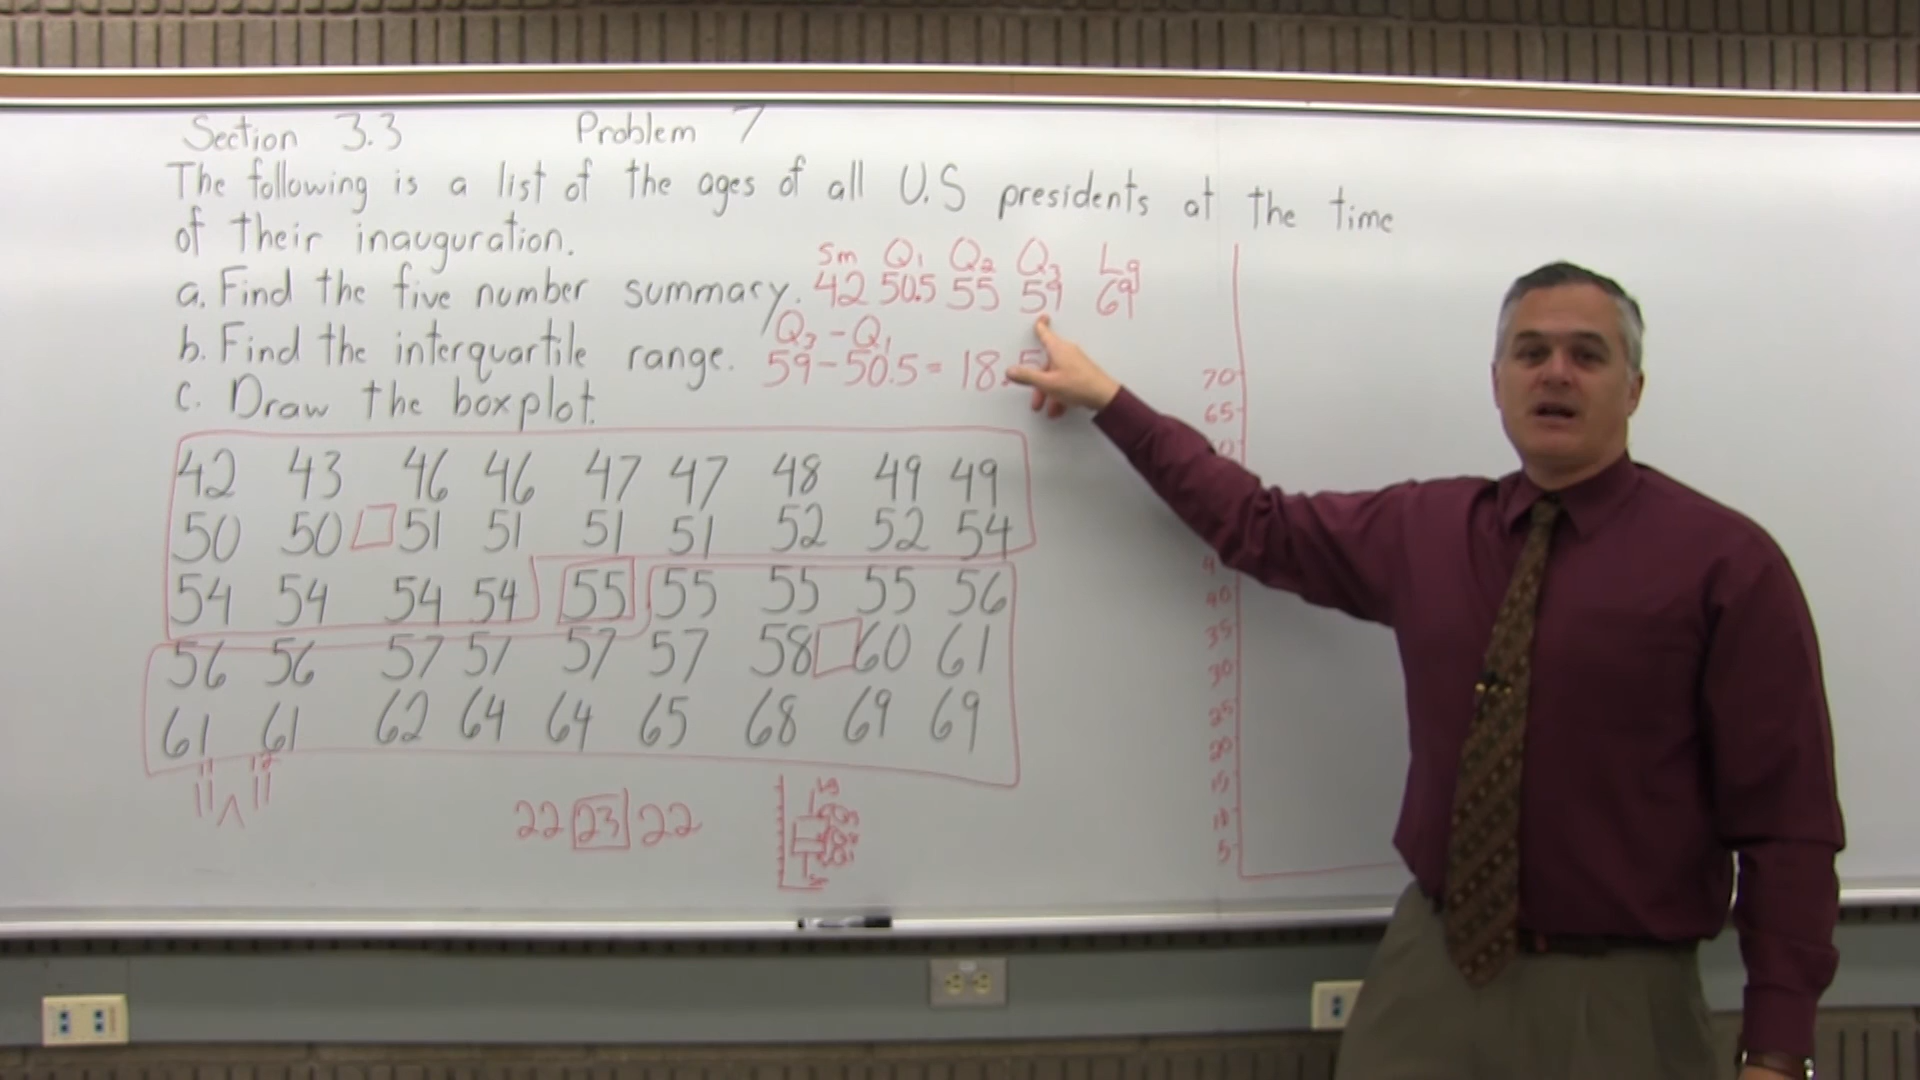 Section 3.3 Problem 7
The following is a list of the ages of all U.S presidents at the time
of their inauguration.
Sm Q1 Q2 Q3 Lg
a. Find the five number summary. 42 50.5 55 59 69
Q3 - Q1
b. Find the interquartile range. 59 - 50.5 = 18.5
c. Draw the boxplot.
42 43 46 46 47 47 48 49 49
50 50 51 51 51 51 52 52 54
54 54 54 54 55 55 55 55 56
56 56 57 57 57 57 58 60 61
61 61 62 64 64 65 68 69 69
11 12
11 ^ 11
22 23 22
70
65
40
35
30
25
20
15
10
5